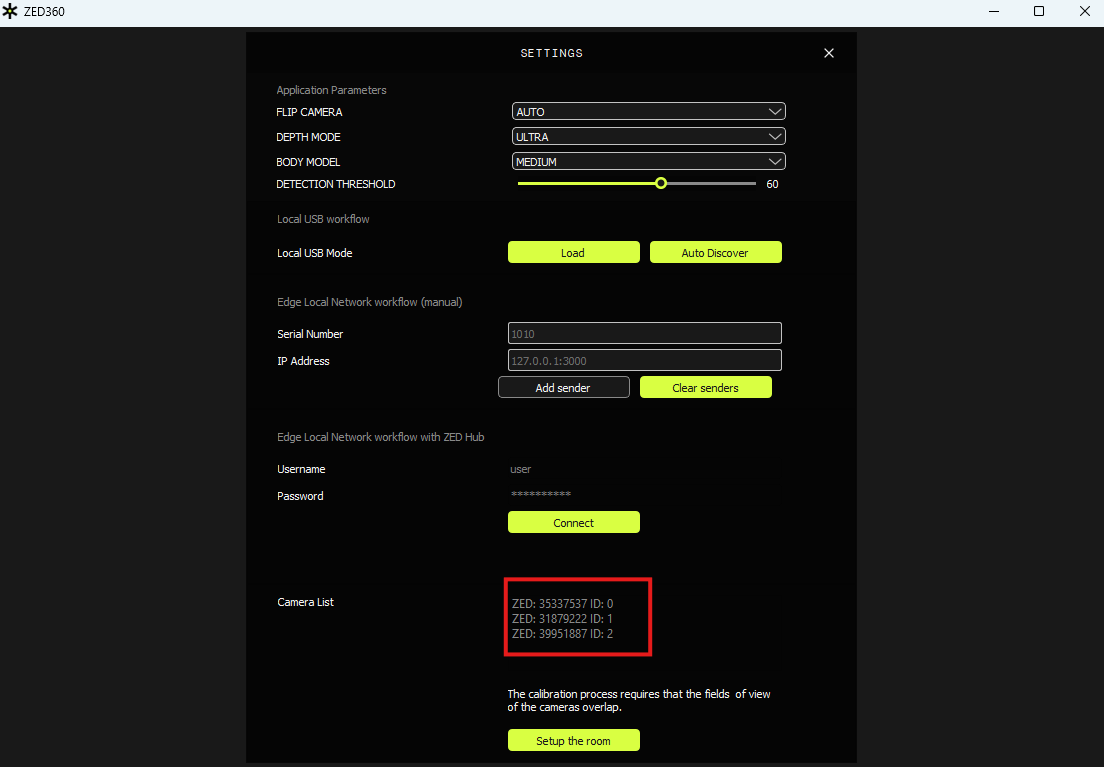 ZED360
SETTINGS
Application Parameters
FLIP CAMERA AUTO
DEPTH MODE ULTRA
BODY MODEL MEDIUM
DETECTION THRESHOLD 60
Local USB workflow
Local USB Mode Load Auto Discover
Edge Local Network workflow (manual)
Serial Number 1010
IP Address 127.0.0.1:3000
Add sender Clear senders
Edge Local Network workflow with ZED Hub
Username user
Password **********
Connect
Camera List
ZED: 35337537 ID: 0
ZED: 31879222 ID: 1
ZED: 39951887 ID: 2
The calibration process requires that the fields of view
of the cameras overlap.
Setup the room